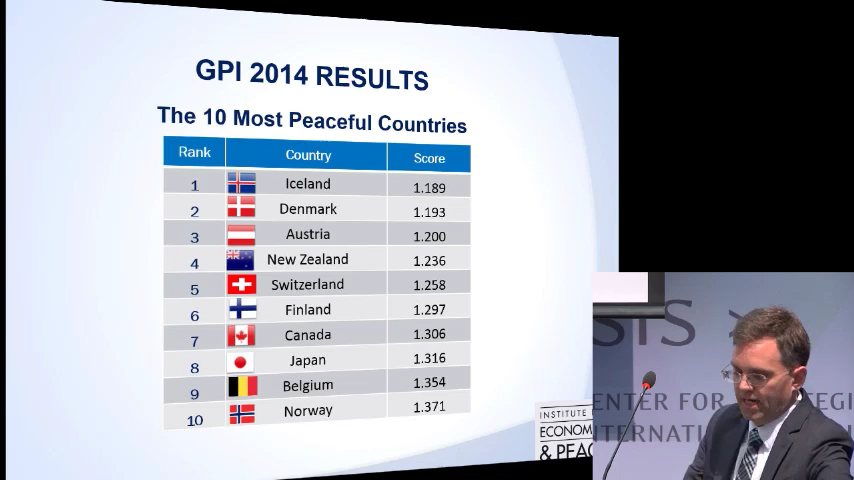 GPI 2014 RESULTS
The 10 Most Peaceful Countries
Rank Country Score
1 Iceland 1.189
2 Denmark 1.193
3 Austria 1.200
4 New Zealand 1.236
5 Switzerland 1.258
6 Finland 1.297
7 Canada 1.306
8 Japan 1.316
9 Belgium 1.354
10 Norway 1.371
INSTITUTE
ECONOM
& PEAC
SIS
ENTER FOR